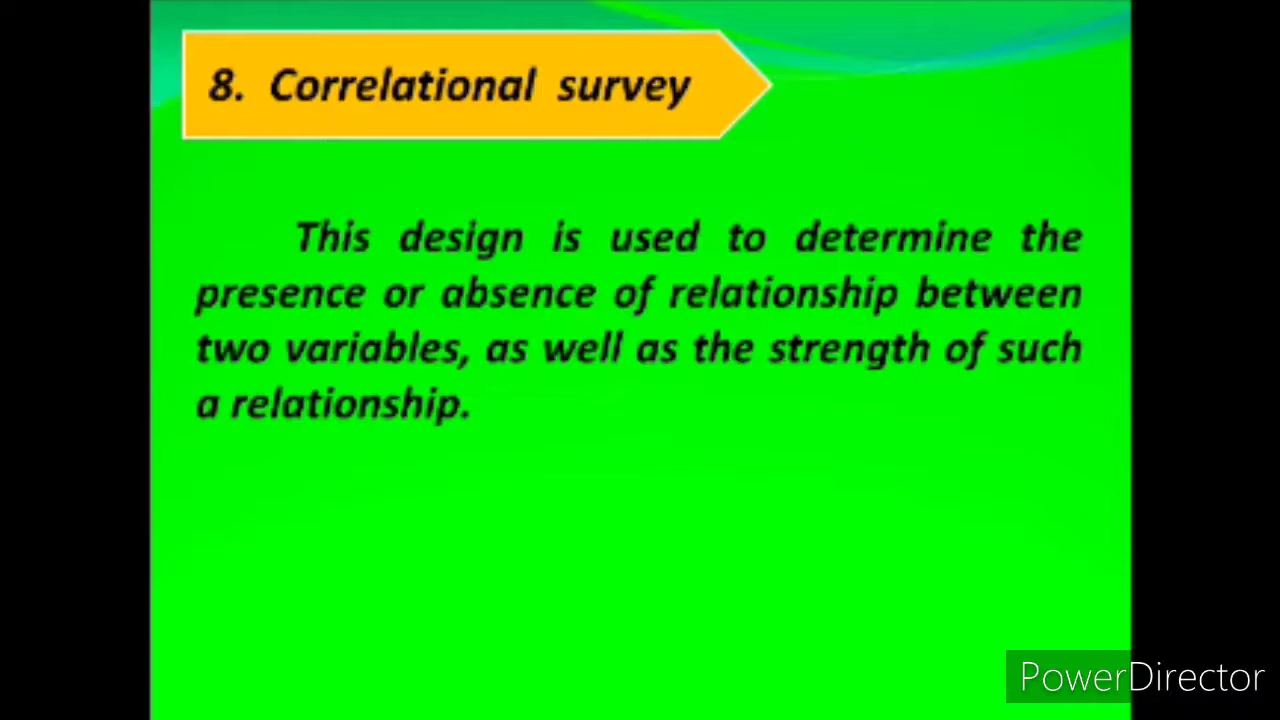 8. Correlational survey
This design is used to determine the
presence or absence of relationship between
two variables, as well as the strength of such
a relationship.
PowerDirector